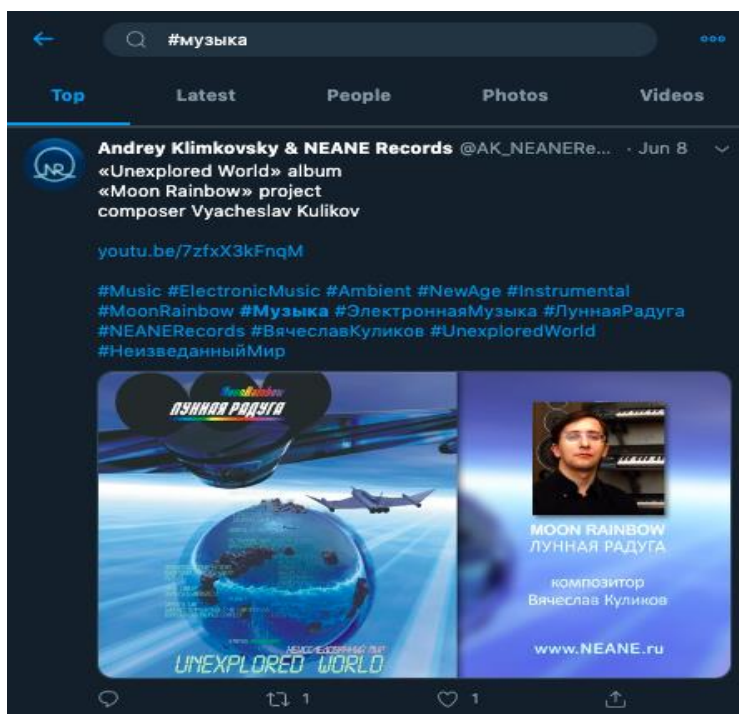 #музыка
Top Latest People Photos Videos
Andrey Klimkovsky & NEANE Records @AK_NEANERe... · Jun 8
«Unexplored World» album
«Moon Rainbow» project
composer Vyacheslav Kulikov
youtu.be/7zfxX3kFnqM
#Music #ElectronicMusic #Ambient #NewAge #Instrumental
#MoonRainbow #Музыка #ЭлектроннаяМузыка #ЛуннаяРадуга
#NEANERecords #ВячеславКуликов #UnexploredWorld
#НеизведанныйМир
MoonRainbow
ЛУННАЯ РАДУГА
UNEXPLORED WORLD
MOON RAINBOW
ЛУННАЯ РАДУГА
композитор
Вячеслав Куликов
www.NEANE.ru
1 1